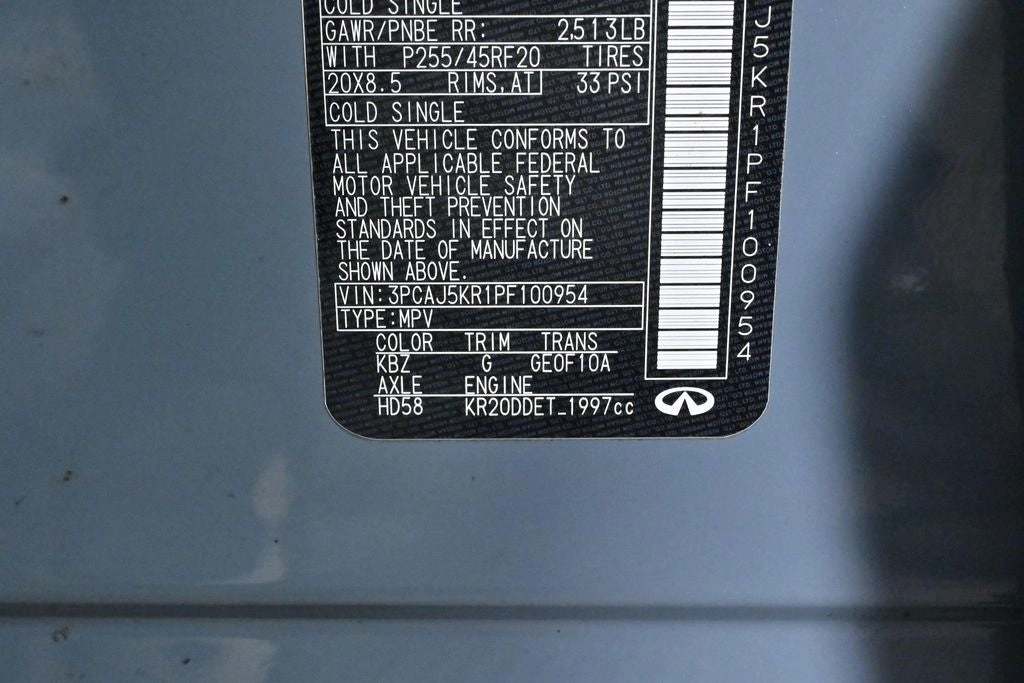 COLD SINGLE
GAWR/PNBE RR: 2,513LB
WITH P255/45RF20 TIRES
20X8.5 RIMS,AT 33 PSI
COLD SINGLE
THIS VEHICLE CONFORMS TO
ALL APPLICABLE FEDERAL
MOTOR VEHICLE SAFETY
AND THEFT PREVENTION
STANDARDS IN EFFECT ON
THE DATE OF MANUFACTURE
SHOWN ABOVE.
VIN:3PCAJ5KR1PF100954
TYPE:MPV
COLOR TRIM TRANS
KBZ G GE0F10A
AXLE ENGINE
HD58 KR20DDET_1997cc
J5KR1PF100954